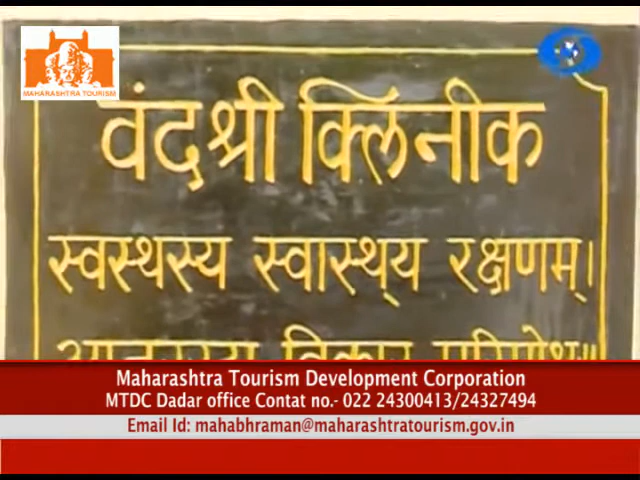 MAHARASHTRA TOURISM
वंदश्री क्लिनीक
स्वस्थस्य स्वास्थ्य रक्षणम्।
Maharashtra Tourism Development Corporation
MTDC Dadar office Contat no.- 022 24300413/24327494
Email Id: mahabhraman@maharashtratourism.gov.in